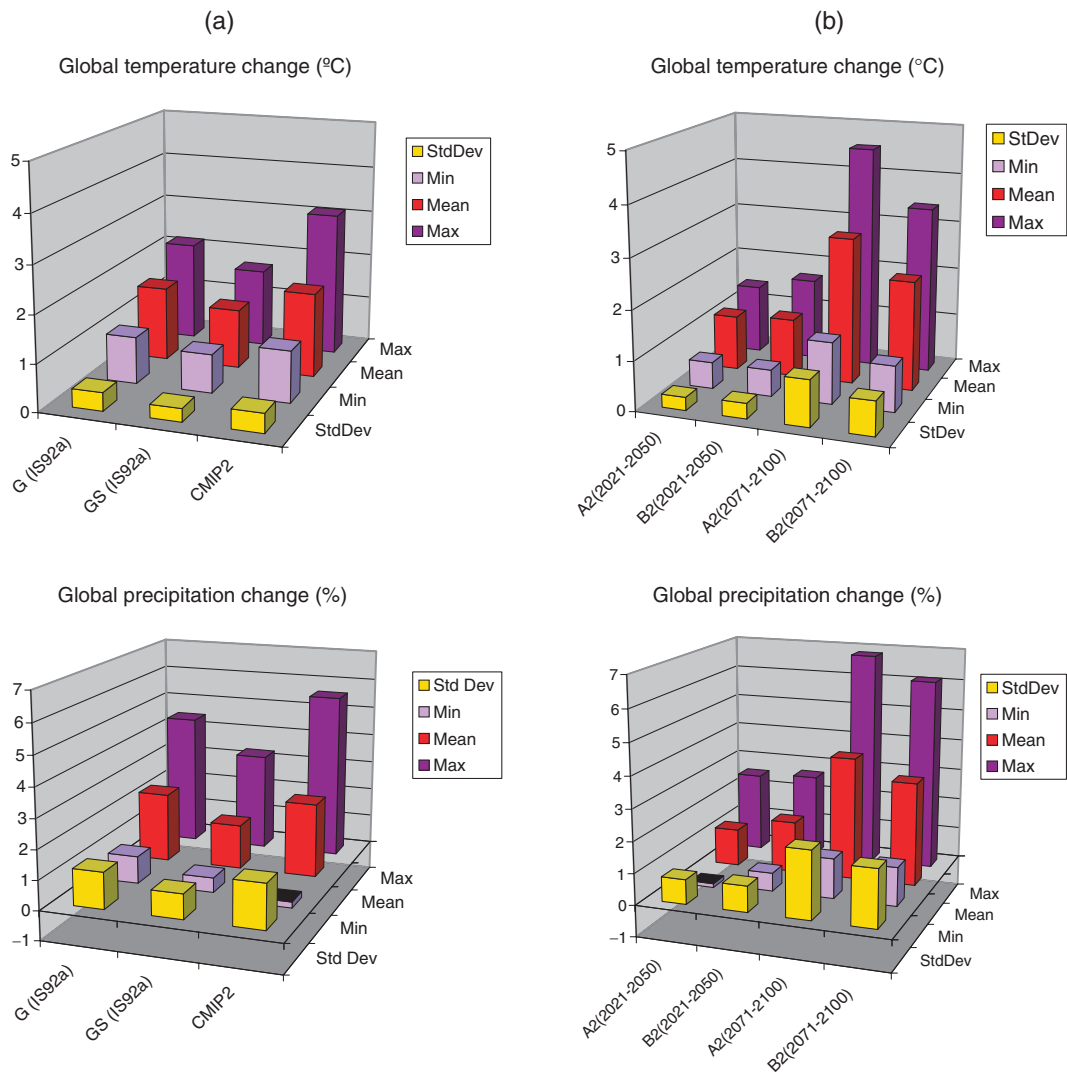 (a)
Global temperature change (ºC)
5
4
3
2
1
0
StdDev
Min
Mean
Max
Max
Mean
Min
StdDev
G (IS92a)
GS (IS92a)
CMIP2
(b)
Global temperature change (°C)
5
4
3
2
1
0
StDev
Min
Mean
Max
Max
Mean
Min
StDev
A2(2021-2050)
B2(2021-2050)
A2(2071-2100)
B2(2071-2100)
Global precipitation change (%)
7
6
5
4
3
2
1
0
–1
Std Dev
Min
Mean
Max
Max
Mean
Min
Std Dev
G (IS92a)
GS (IS92a)
CMIP2
Global precipitation change (%)
7
6
5
4
3
2
1
0
–1
StdDev
Min
Mean
Max
Max
Mean
Min
StdDev
A2(2021-2050)
B2(2021-2050)
A2(2071-2100)
B2(2071-2100)